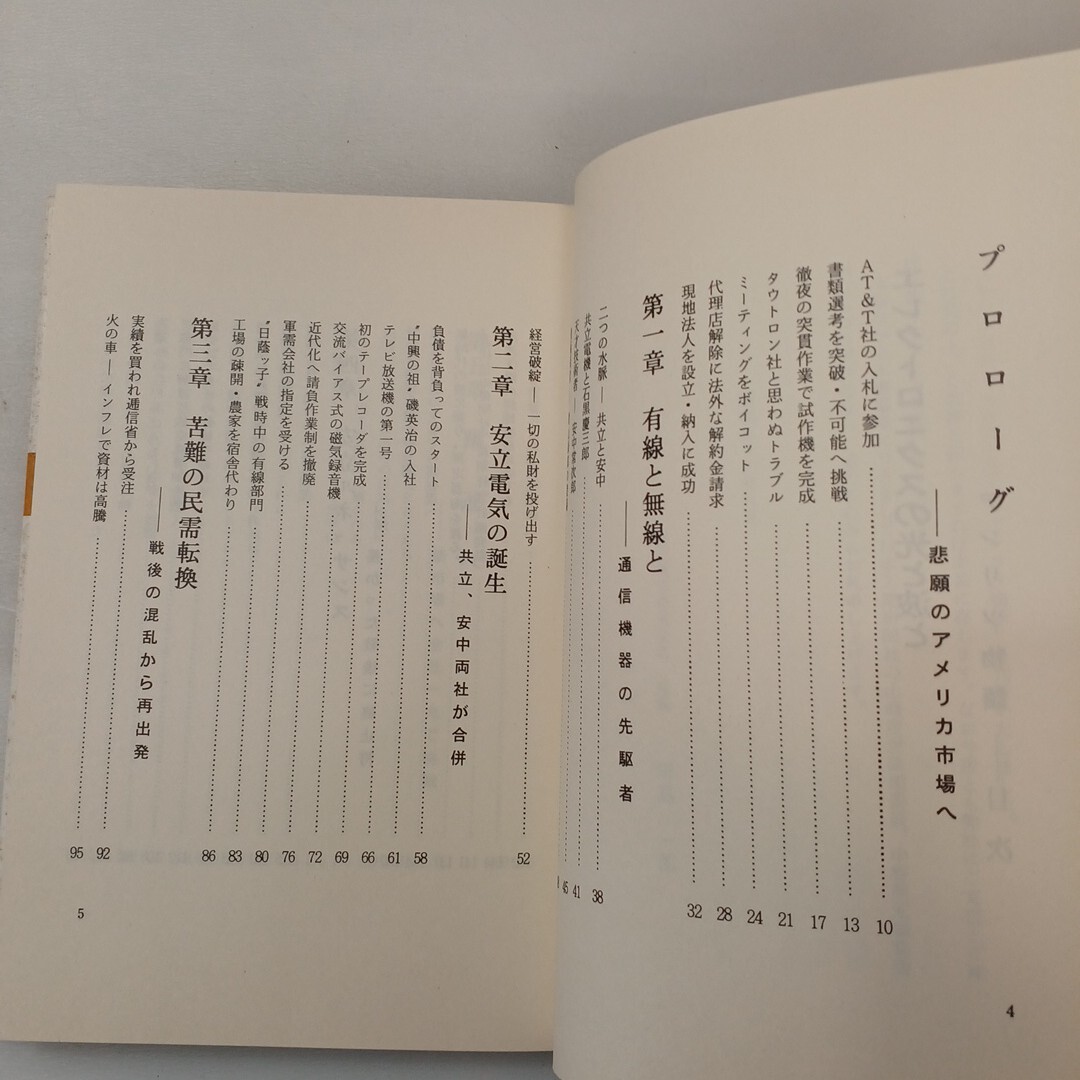 プロローグ ――悲願のアメリカ市場へ
AT&T社の入札に参加……10
書類選考を突破・不可能へ挑戦……13
徹夜の突貫作業で試作機を完成……17
タウトロン社と思わぬトラブル……21
ミーティングをボイコット……24
代理店解除に法外な解約金請求……28
現地法人を設立・納入に成功……32
第一章 有線と無線と ――通信機器の先駆者
二つの水脈――共立と安中……38
共立電機と石黒慶三郎……41
安中常次郎……45
4
経営破綻――一切の私財を投げ出す……52
第二章 安立電気の誕生 ――共立、安中両社が合併
負債を背負ってのスタート……58
〝中興の祖〟磯英治の入社……61
テレビ放送機の第一号……66
初のテープレコーダを完成……69
交流バイアス式の磁気録音機……72
近代化へ請負作業制を撤廃……76
軍需会社の指定を受ける……80
〝日蔭ッ子〟戦時中の有線部門……83
工場の疎開・農家を宿舎代わり……86
第三章 苦難の民需転換 ――戦後の混乱から再出発
実績を買われ逓信省から受注……92
火の車――インフレで資材は高騰……95
5